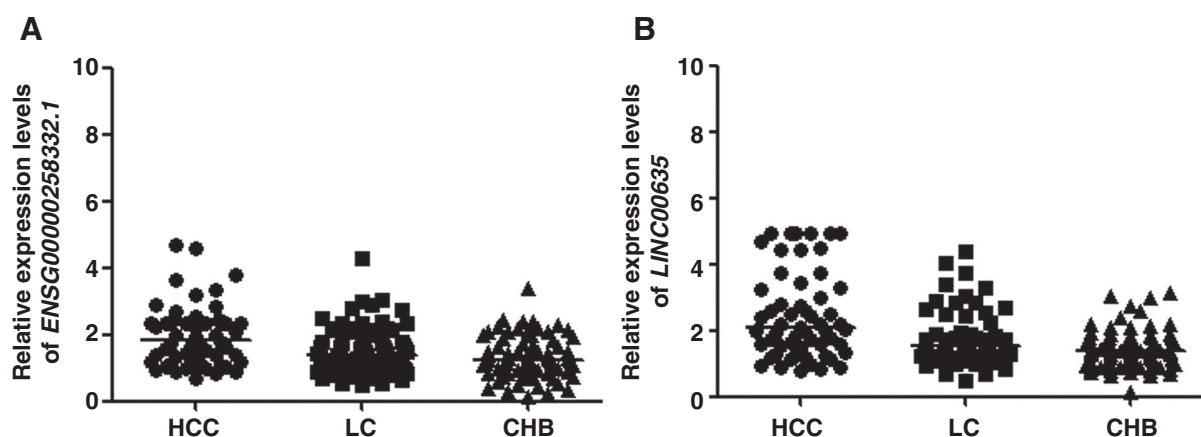 A
Relative expression levels
of ENSG00000258332.1
10
8
6
4
2
0
HCC LC CHB
B
Relative expression levels
of LINC00635
10
8
6
4
2
0
HCC LC CHB